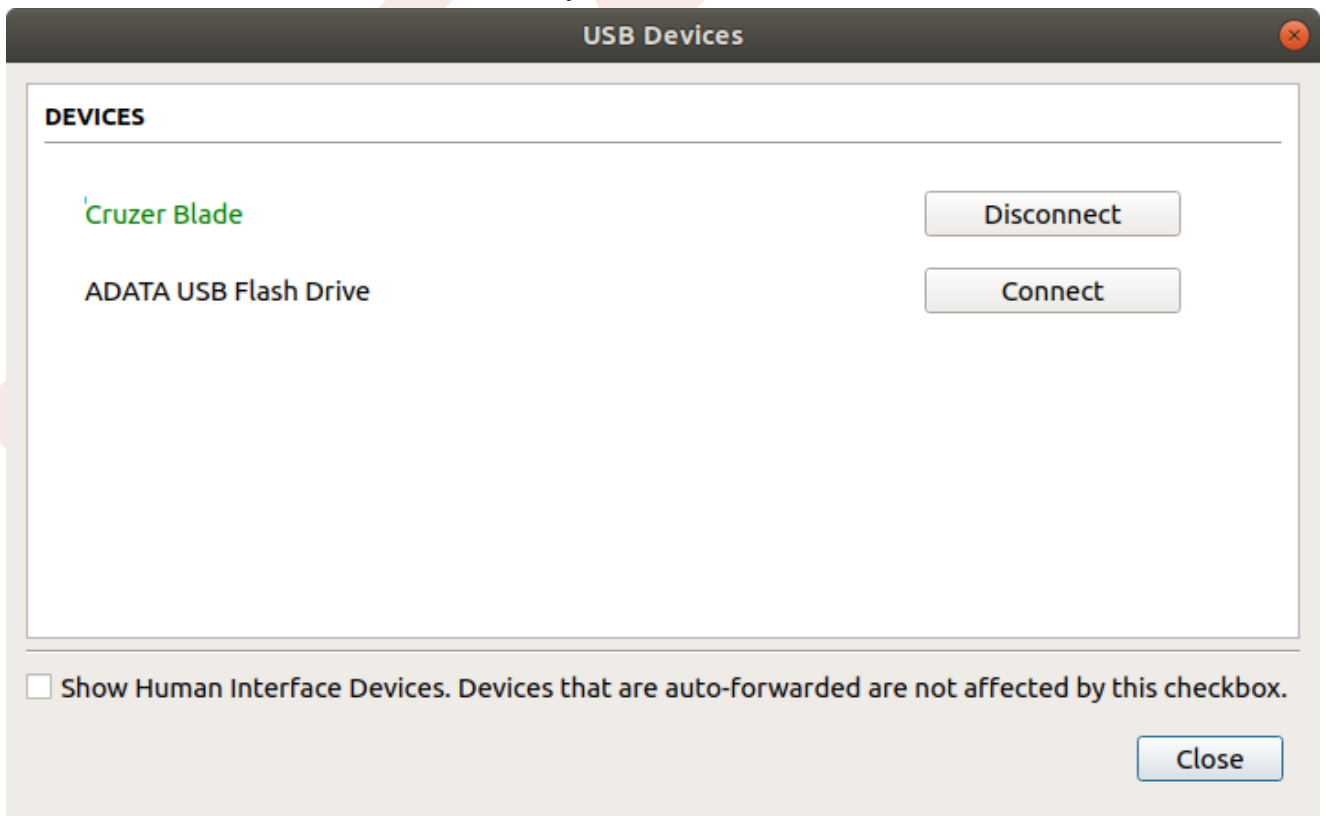 USB Devices
DEVICES
Cruzer Blade
Disconnect
ADATA USB Flash Drive
Connect
Show Human Interface Devices. Devices that are auto-forwarded are not affected by this checkbox.
Close